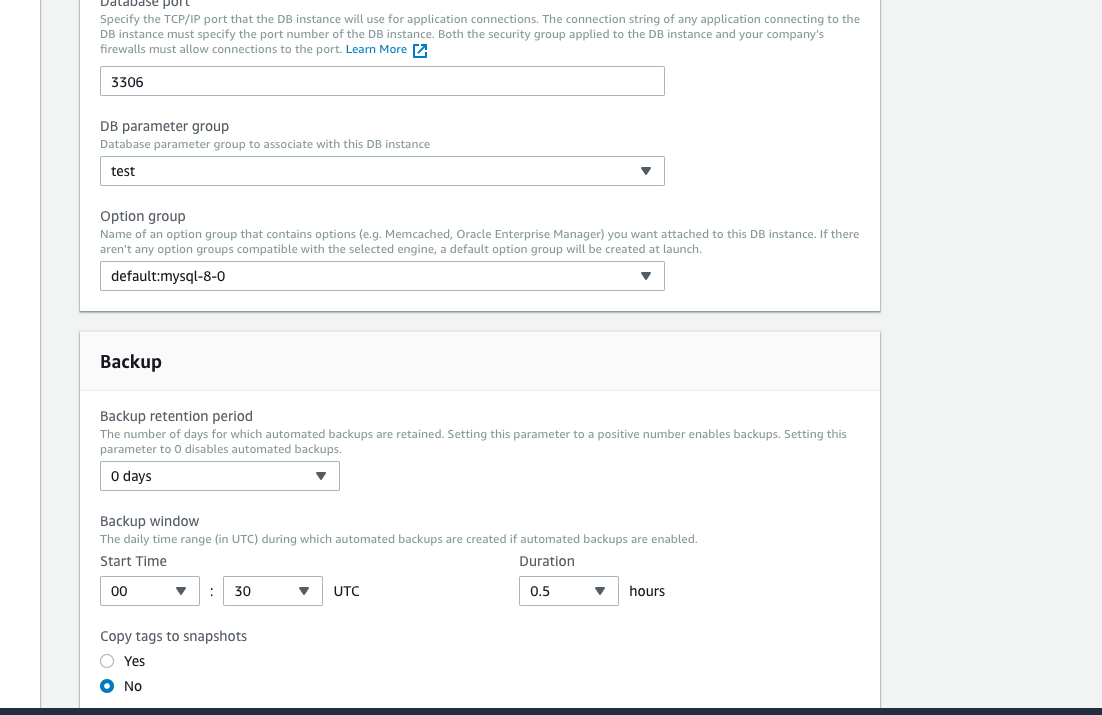 Database port
Specify the TCP/IP port that the DB instance will use for application connections. The connection string of any application connecting to the
DB instance must specify the port number of the DB instance. Both the security group applied to the DB instance and your company's
firewalls must allow connections to the port. Learn More
3306
DB parameter group
Database parameter group to associate with this DB instance
test
Option group
Name of an option group that contains options (e.g. Memcached, Oracle Enterprise Manager) you want attached to this DB instance. If there
aren't any option groups compatible with the selected engine, a default option group will be created at launch.
default:mysql-8-0
Backup
Backup retention period
The number of days for which automated backups are retained. Setting this parameter to a positive number enables backups. Setting this
parameter to 0 disables automated backups.
0 days
Backup window
The daily time range (in UTC) during which automated backups are created if automated backups are enabled.
Start Time Duration
00 : 30 UTC 0.5 hours
Copy tags to snapshots
Yes
No